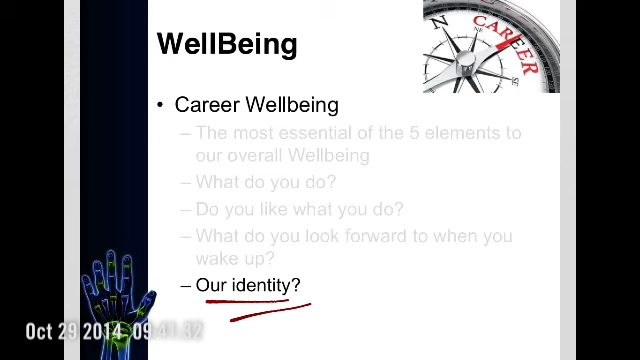 WellBeing
N
NE
CAREER
SE
• Career Wellbeing
– The most essential of the 5 elements to
our overall Wellbeing
– What do you do?
– Do you like what you do?
– What do you look forward to when you
wake up?
– Our identity?
Oct 29 2014, 09:41:32